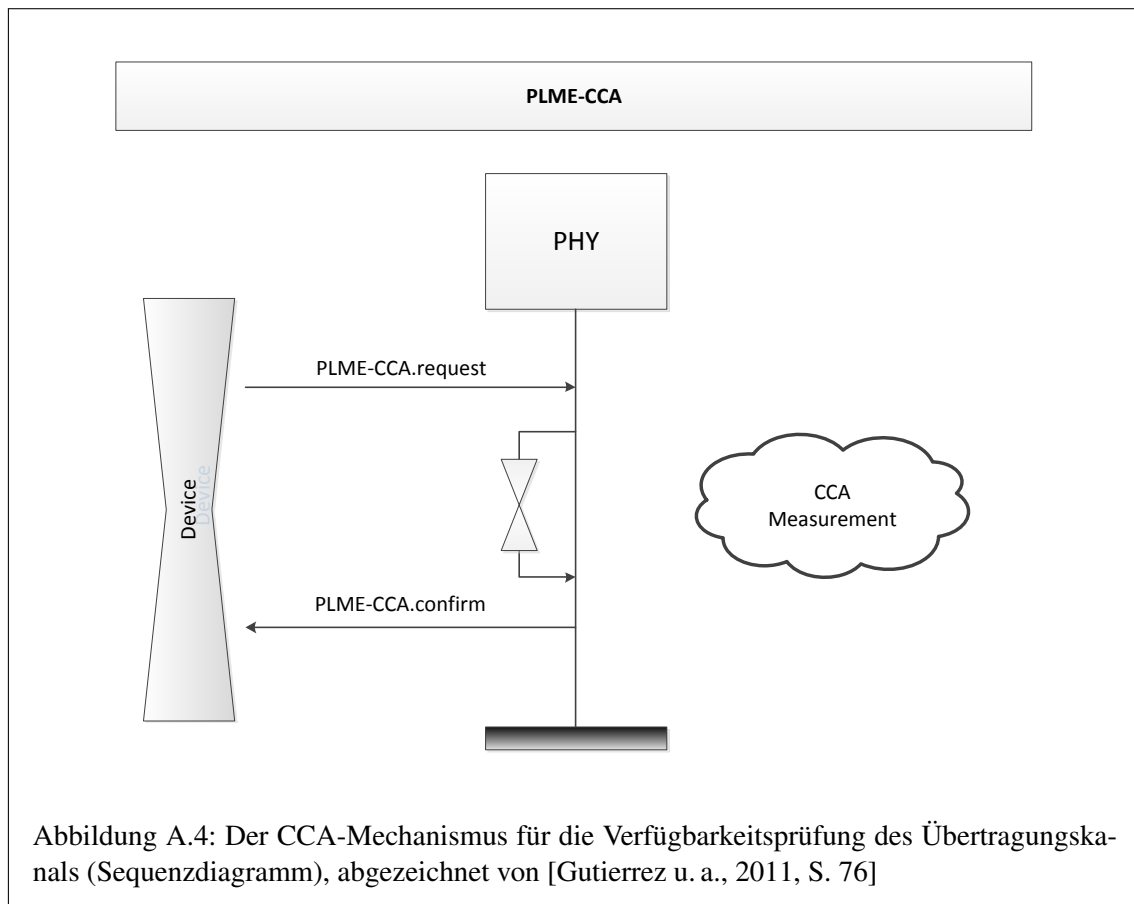 PLME-CCA
PHY
PLME-CCA.request
Device
Device
CCA
Measurement
PLME-CCA.confirm
Abbildung A.4: Der CCA-Mechanismus für die Verfügbarkeitsprüfung des Übertragungska-
nals (Sequenzdiagramm), abgezeichnet von [Gutierrez u. a., 2011, S. 76]